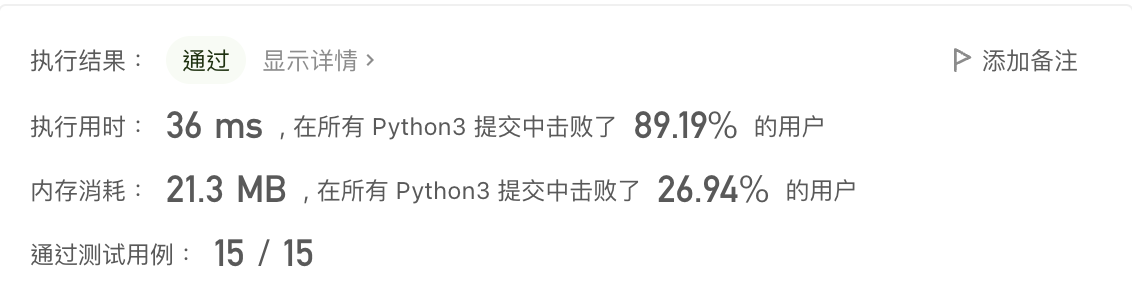 执行结果： 通过 显示详情 > 添加备注
执行用时： 36 ms , 在所有 Python3 提交中击败了 89.19% 的用户
内存消耗： 21.3 MB , 在所有 Python3 提交中击败了 26.94% 的用户
通过测试用例： 15 / 15